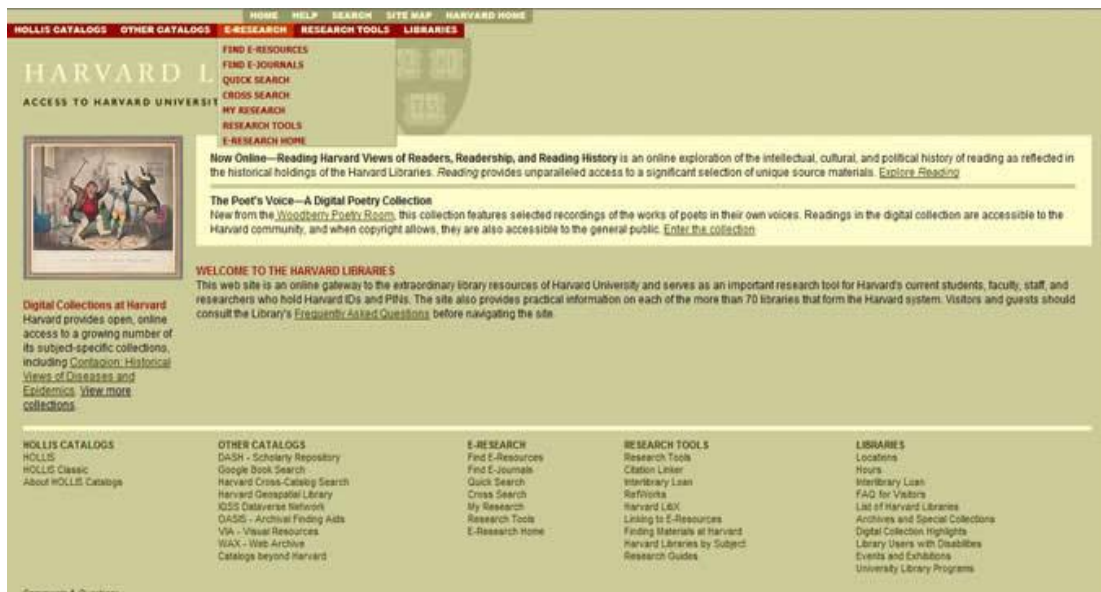 HOME HELP SEARCH SITE MAP HARVARD HOME
HOLLIS CATALOGS OTHER CATALOGS E-RESEARCH RESEARCH TOOLS LIBRARIES
FIND E-RESOURCES
FIND E-JOURNALS
QUICK SEARCH
CROSS SEARCH
MY RESEARCH
RESEARCH TOOLS
E-RESEARCH HOME
HARVARD L
ACCESS TO HARVARD UNIVERSIT
Now Online—Reading Harvard Views of Readers, Readership, and Reading History is an online exploration of the intellectual, cultural, and political history of reading as reflected in
the historical holdings of the Harvard Libraries. Reading provides unparalleled access to a significant selection of unique source materials. Explore Reading
The Poet's Voice—A Digital Poetry Collection
New from the Woodberry Poetry Room, this collection features selected recordings of the works of poets in their own voices. Readings in the digital collection are accessible to the
Harvard community, and when copyright allows, they are also accessible to the general public. Enter the collection
WELCOME TO THE HARVARD LIBRARIES
This web site is an online gateway to the extraordinary library resources of Harvard University and serves as an important research tool for Harvard's current students, faculty, staff, and
researchers who hold Harvard IDs and PINs. The site also provides practical information on each of the more than 70 libraries that form the Harvard system. Visitors and guests should
consult the Library's Frequently Asked Questions before navigating the site.
Digital Collections at Harvard
Harvard provides open, online
access to a growing number of
its subject-specific collections,
including Contagion: Historical
Views of Diseases and
Epidemics. View more
collections.
HOLLIS CATALOGS
HOLLIS
HOLLIS Classic
About HOLLIS Catalogs
OTHER CATALOGS
DASH - Scholarly Repository
Google Book Search
Harvard Cross-Catalog Search
Harvard Geospatial Library
IQSS Dataverse Network
OASIS - Archival Finding Aids
VIA - Visual Resources
WAX - Web Archive
Catalogs beyond Harvard
E-RESEARCH
Find E-Resources
Find E-Journals
Quick Search
Cross Search
My Research
Research Tools
E-Research Home
RESEARCH TOOLS
Research Tools
Citation Linker
Interlibrary Loan
RefWorks
Harvard LibX
Linking to E-Resources
Finding Materials at Harvard
Harvard Libraries by Subject
Research Guides
LIBRARIES
Locations
Hours
Interlibrary Loan
FAQ for Visitors
List of Harvard Libraries
Archives and Special Collections
Digital Collection Highlights
Library Users with Disabilities
Events and Exhibitions
University Library Programs